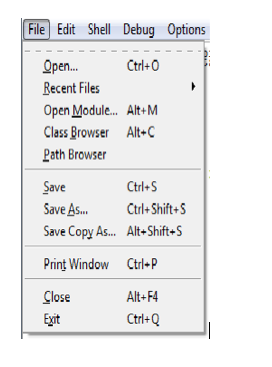 File Edit Shell Debug Options
Open... Ctrl+O
Recent Files
Open Module... Alt+M
Class Browser Alt+C
Path Browser
Save Ctrl+S
Save As... Ctrl+Shift+S
Save Copy As... Alt+Shift+S
Print Window Ctrl+P
Close Alt+F4
Exit Ctrl+Q